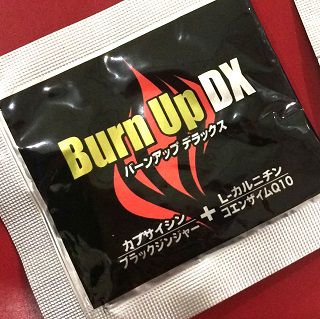 Burn Up DX
バーンアップ デラックス
カプサイシン
ブラックジンジャー
+
L-カルニチン
コエンザイムQ10